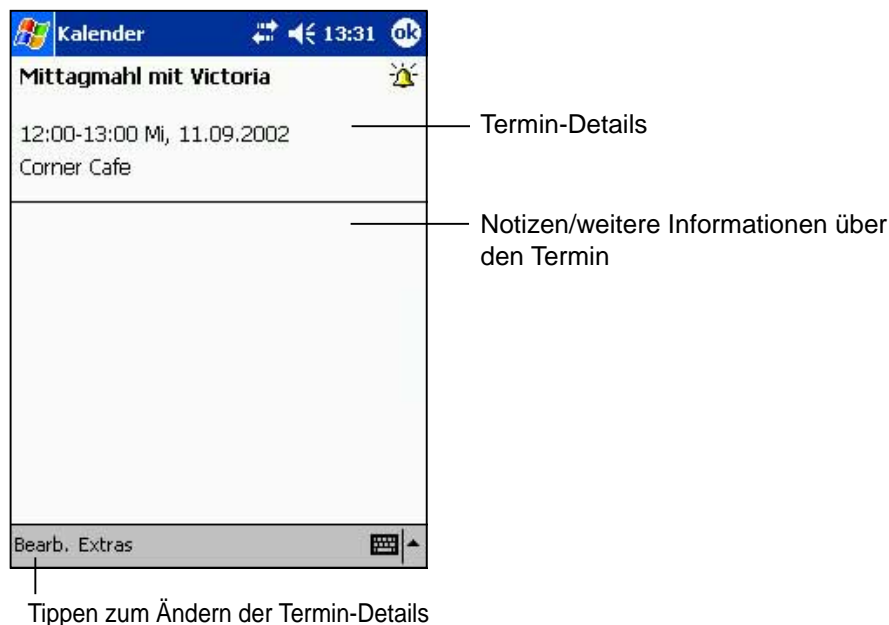 Kalender 13:31 ok
Mittagmahl mit Victoria
12:00-13:00 Mi, 11.09.2002
Corner Cafe
Termin-Details
Notizen/weitere Informationen über
den Termin
Bearb. Extras
Tippen zum Ändern der Termin-Details